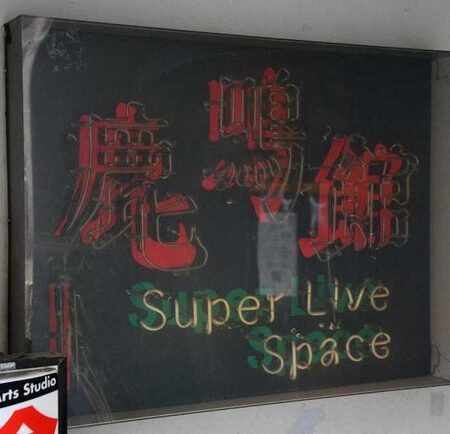 鹿鳴館
Super Live
Space
Arts Studio